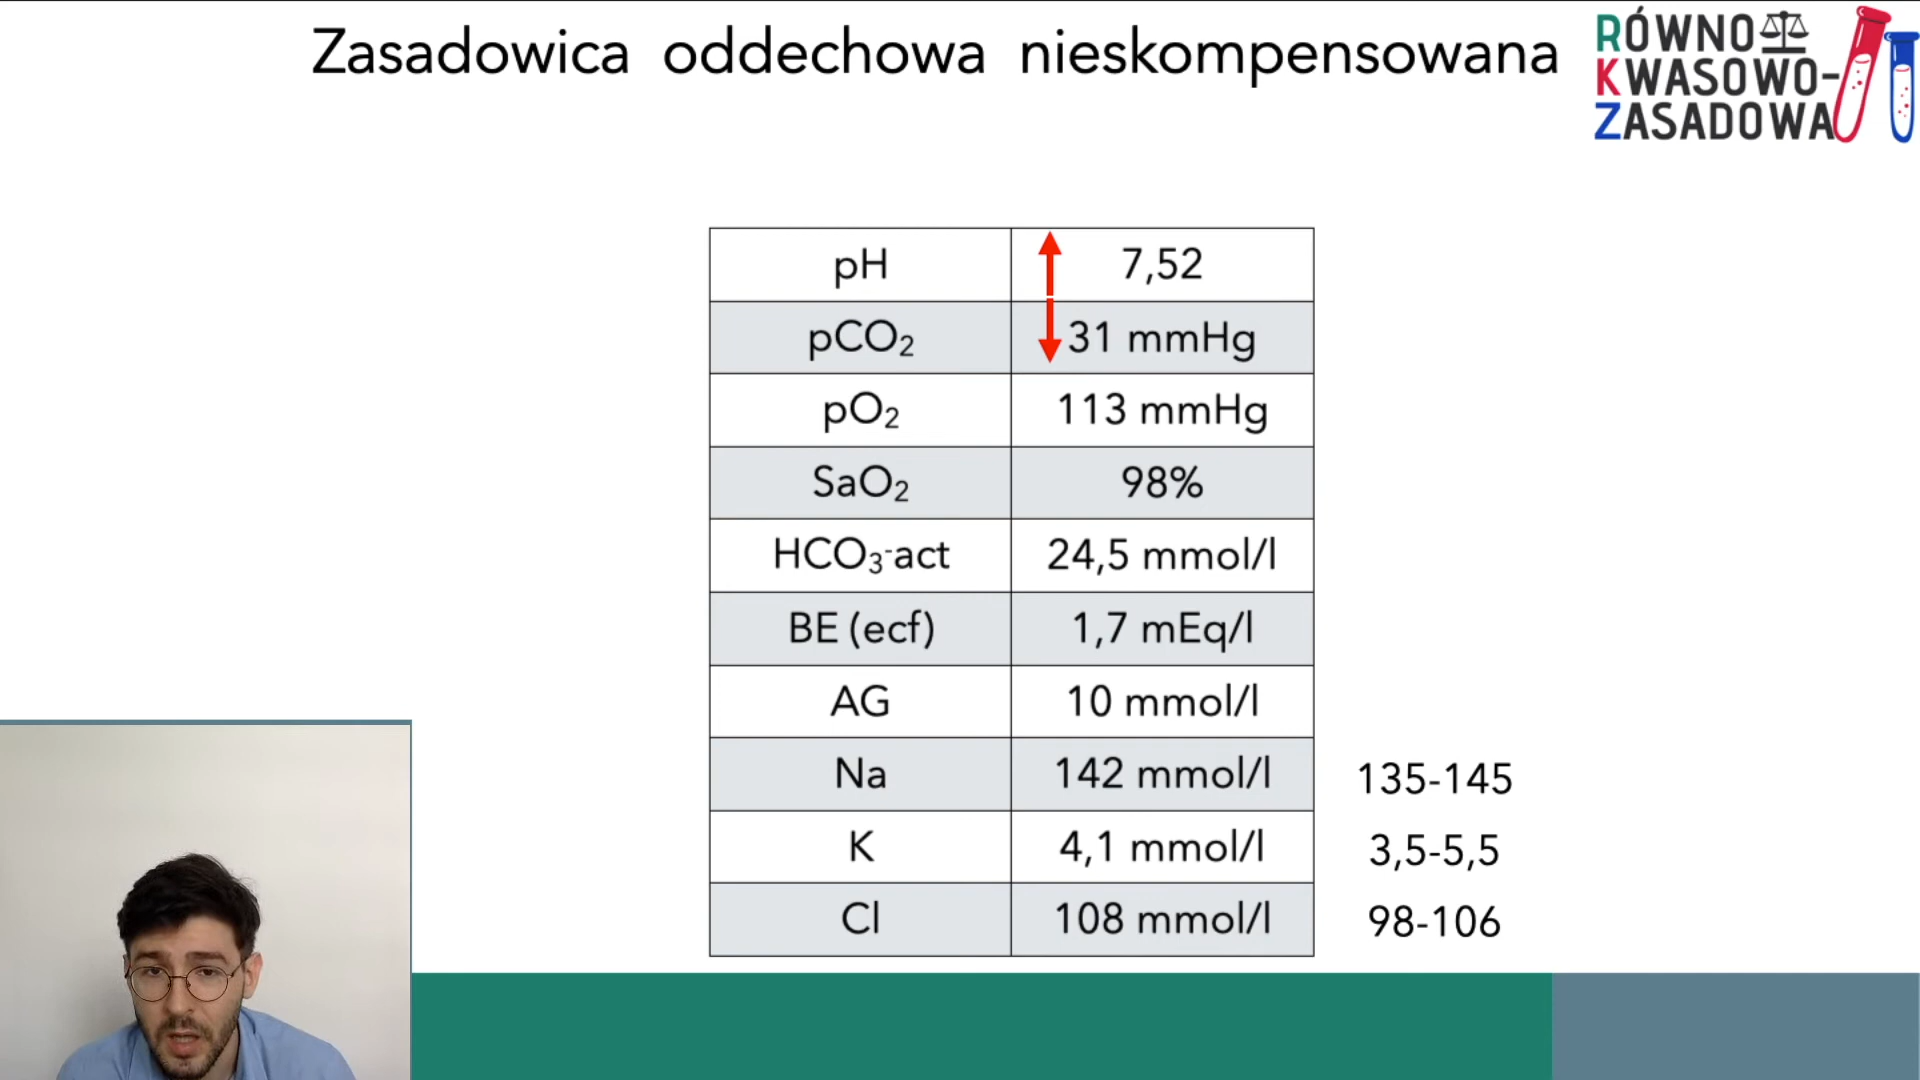 Zasadowica oddechowa nieskompensowana
RÓWNO
KWASOWO-
ZASADOWA
pH 7,52
pCO₂ 31 mmHg
pO₂ 113 mmHg
SaO₂ 98%
HCO₃⁻act 24,5 mmol/l
BE (ecf) 1,7 mEq/l
AG 10 mmol/l
Na 142 mmol/l 135-145
K 4,1 mmol/l 3,5-5,5
Cl 108 mmol/l 98-106